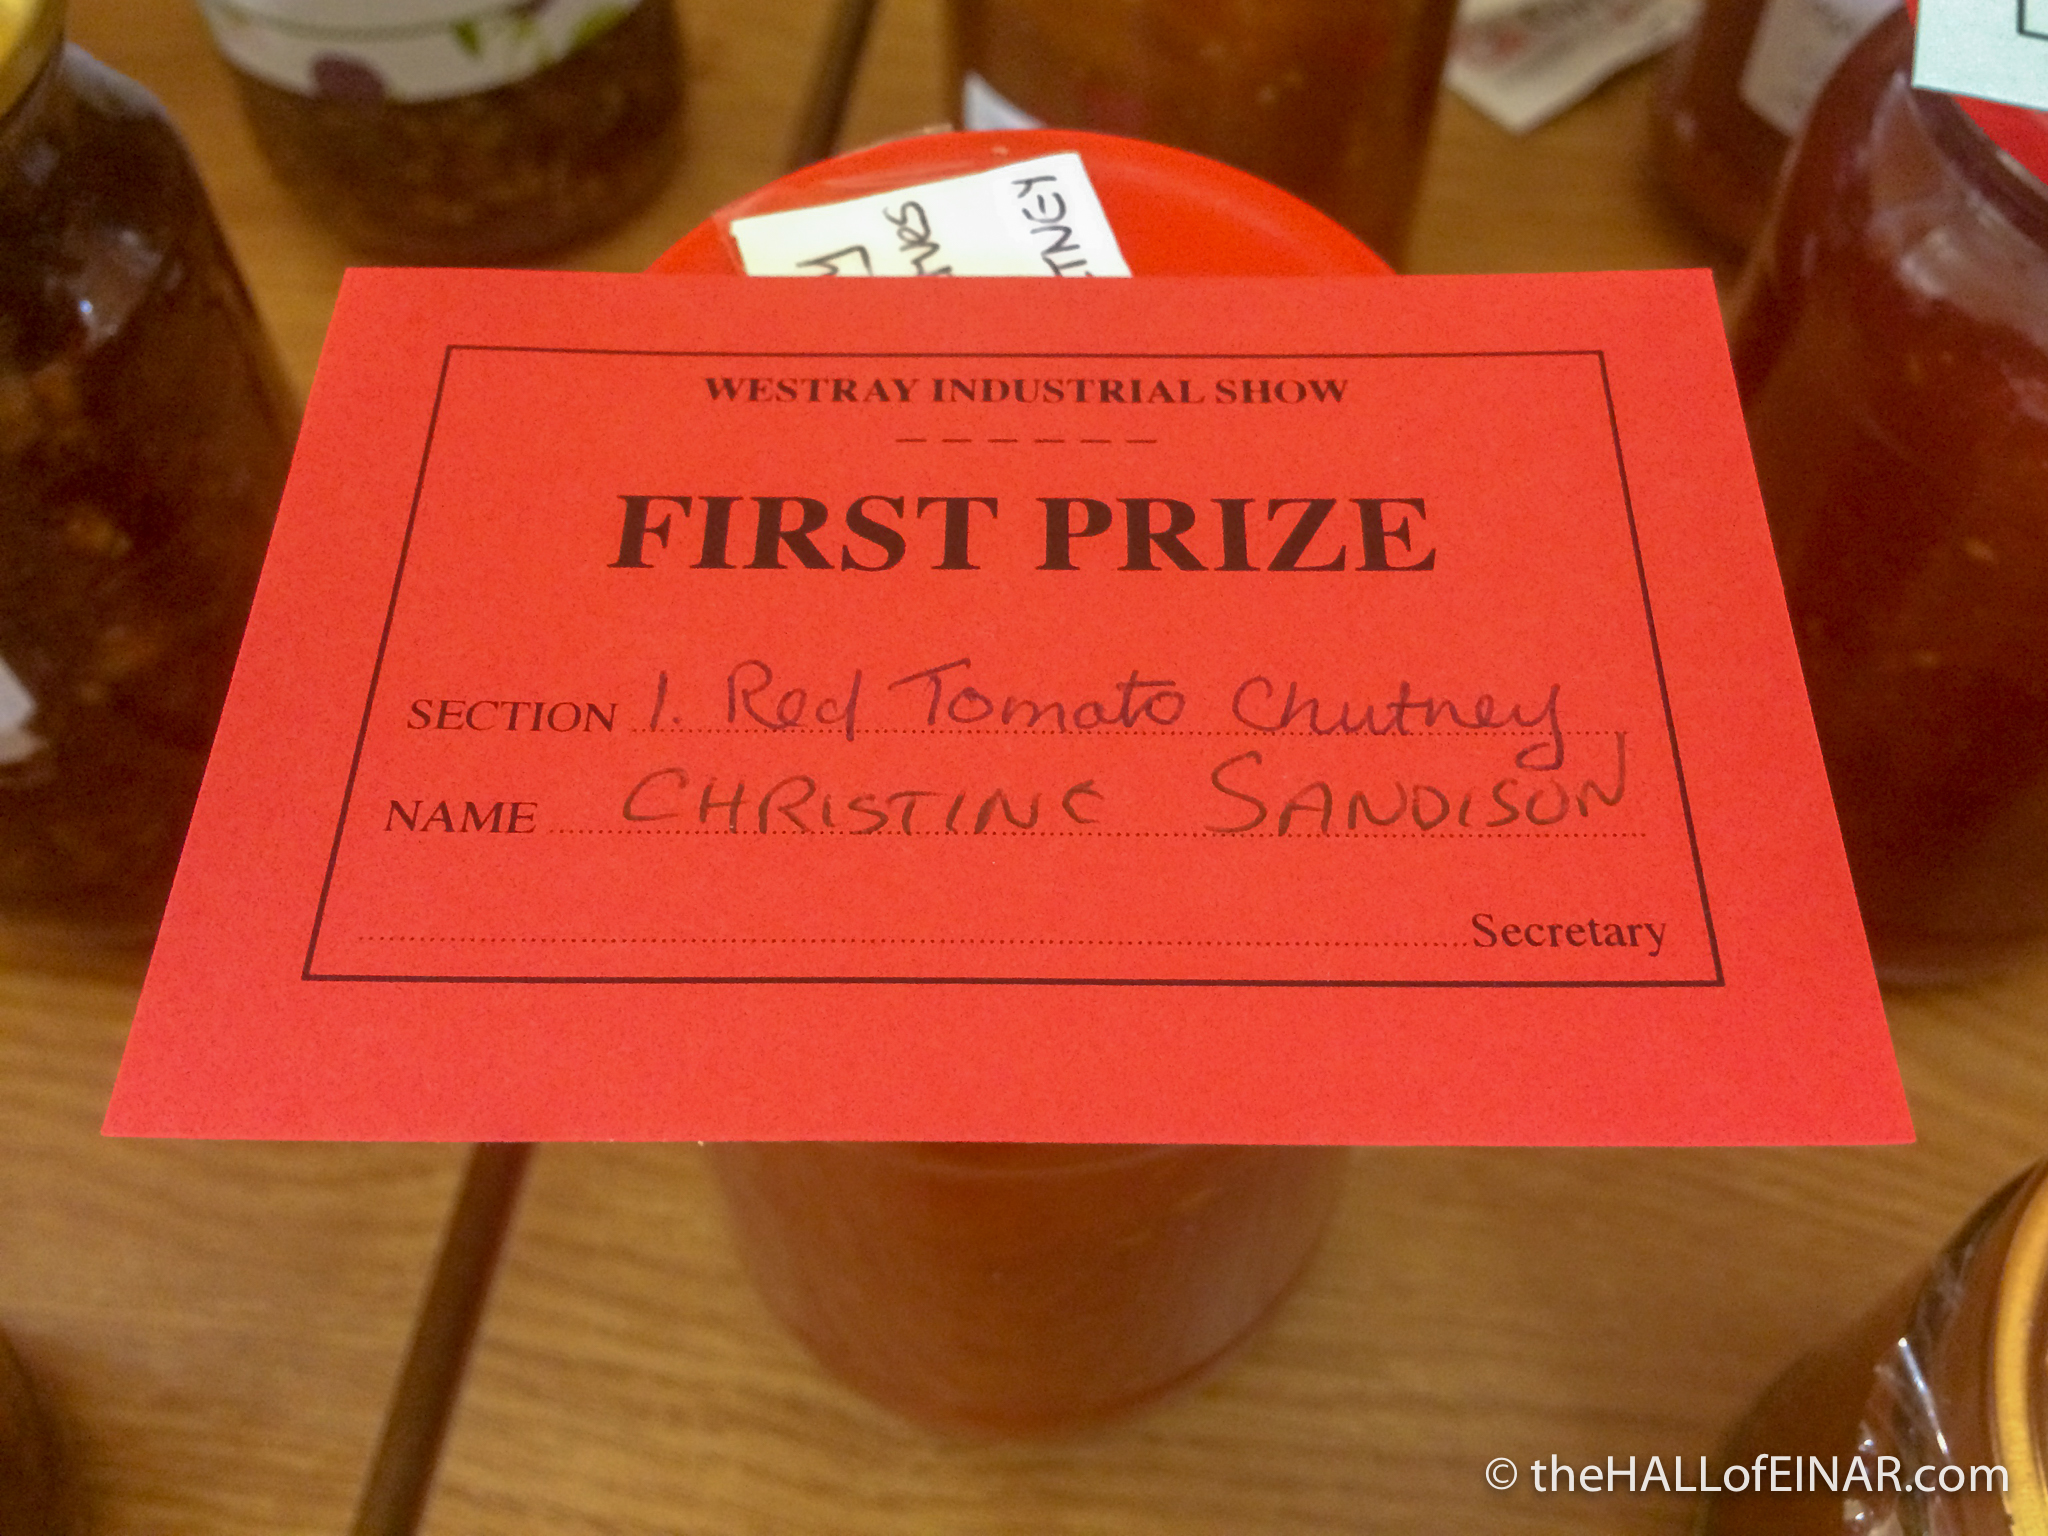 WESTRAY INDUSTRIAL SHOW
FIRST PRIZE
SECTION 1. Red Tomato Chutney
NAME CHRISTINE SANDISON
Secretary
© theHALLofEINAR.com